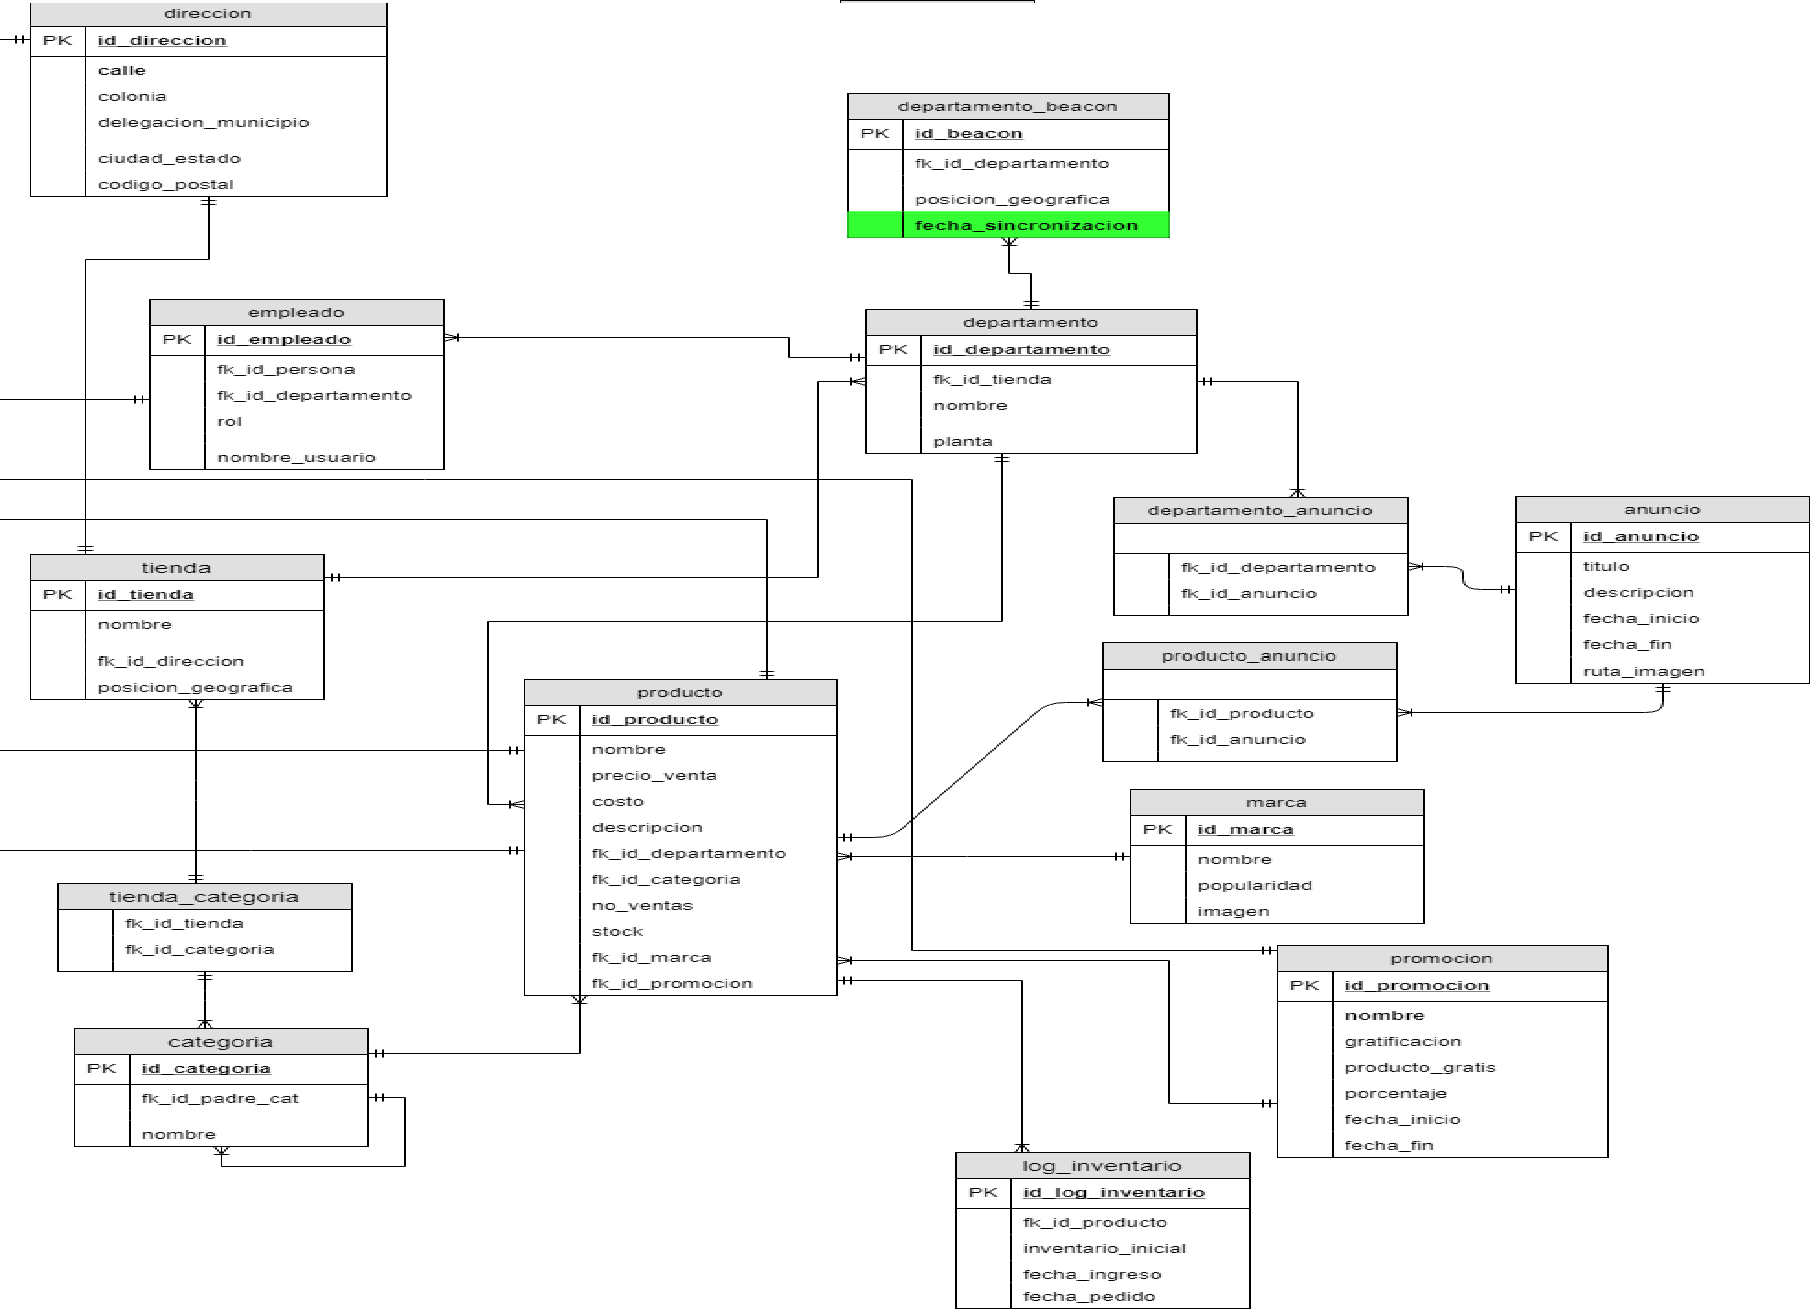 direccion
PK id_direccion
calle
colonia
delegacion_municipio
ciudad_estado
codigo_postal
departamento_beacon
PK id_beacon
fk_id_departamento
posicion_geografica
fecha_sincronizacion
empleado
PK id_empleado
fk_id_persona
fk_id_departamento
rol
nombre_usuario
departamento
PK id_departamento
fk_id_tienda
nombre
planta
departamento_anuncio
fk_id_departamento
fk_id_anuncio
anuncio
PK id_anuncio
titulo
descripcion
fecha_inicio
fecha_fin
ruta_imagen
tienda
PK id_tienda
nombre
fk_id_direccion
posicion_geografica
producto
PK id_producto
nombre
precio_venta
costo
descripcion
fk_id_departamento
fk_id_categoria
no_ventas
stock
fk_id_marca
fk_id_promocion
producto_anuncio
fk_id_producto
fk_id_anuncio
marca
PK id_marca
nombre
popularidad
imagen
tienda_categoria
fk_id_tienda
fk_id_categoria
categoria
PK id_categoria
fk_id_padre_cat
nombre
promocion
PK id_promocion
nombre
gratificacion
producto_gratis
porcentaje
fecha_inicio
fecha_fin
log_inventario
PK id_log_inventario
fk_id_producto
inventario_inicial
fecha_ingreso
fecha_pedido